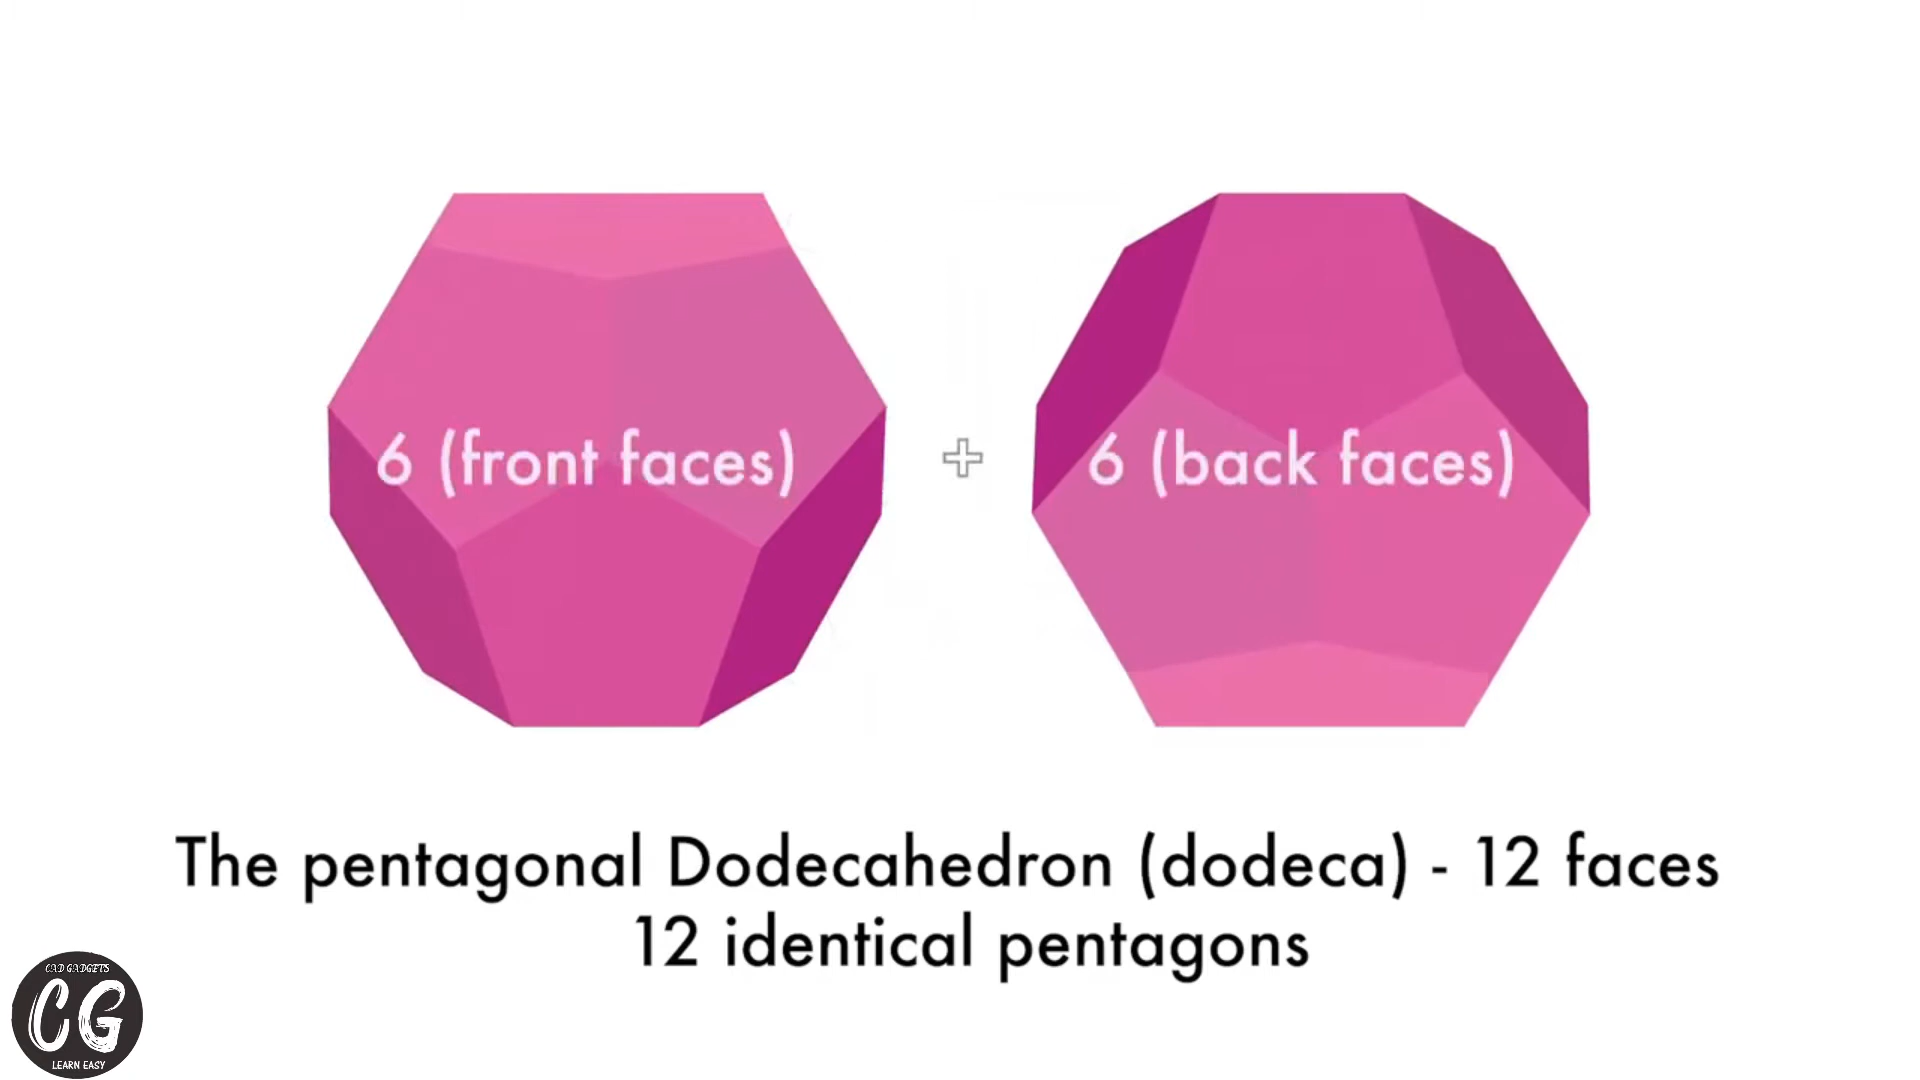 6 (front faces)
6 (back faces)
The pentagonal Dodecahedron (dodeca) - 12 faces
12 identical pentagons
CAD GADGETS
CG
LEARN EASY